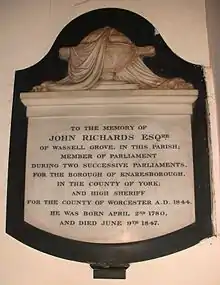 TO THE MEMORY OF
JOHN RICHARDS ESQRE
OF WASSELL GROVE, IN THIS PARISH;
MEMBER OF PARLIAMENT
DURING TWO SUCCESSIVE PARLIAMENTS,
FOR THE BOROUGH OF KNARESBOROUGH,
IN THE COUNTY OF YORK;
AND HIGH SHERIFF
FOR THE COUNTY OF WORCESTER A.D. 1844.
HE WAS BORN APRIL 2ND 1780,
AND DIED JUNE 9TH 1847.